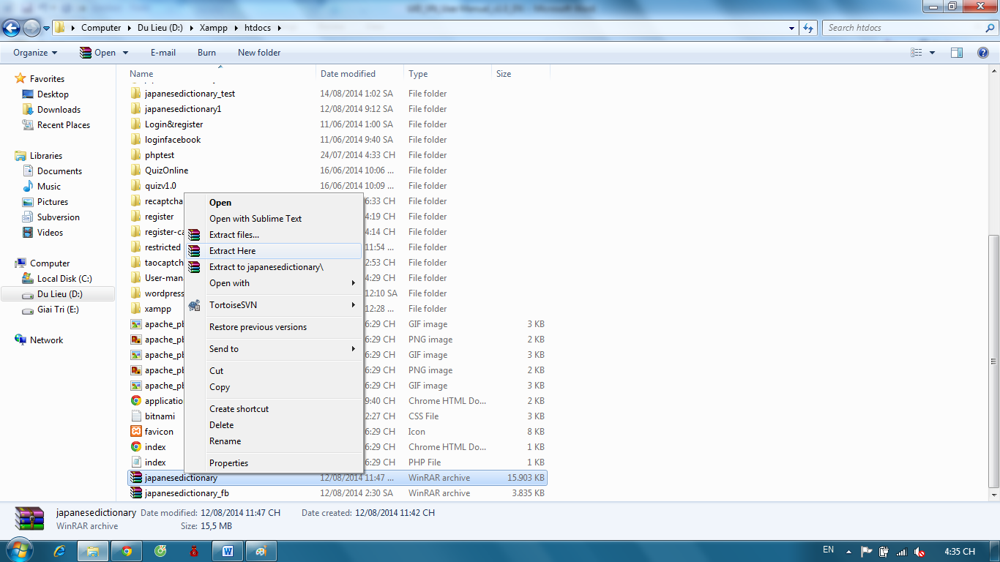 Computer Du Lieu (D:) Xampp htdocs
Search htdocs
Organize Open E-mail Burn New folder
Name Date modified Type Size
Favorites
Desktop
Downloads
Recent Places
Libraries
Documents
Music
Pictures
Subversion
Videos
Computer
Local Disk (C:)
Du Lieu (D:)
Giai Tri (E:)
Network
japanesedictionary_test 14/08/2014 1:02 SA File folder
japanesedictionary1 12/08/2014 9:12 SA File folder
Login&register 11/06/2014 1:00 SA File folder
loginfacebook 11/06/2014 9:40 SA File folder
phptest 24/07/2014 4:33 CH File folder
QuizOnline 16/06/2014 10:06 ... File folder
quizv1.0 16/06/2014 10:09 ... File folder
recaptcha 6:33 CH File folder
register 4:19 CH File folder
register-ca 4:14 CH File folder
restricted 11:54 ... File folder
taocaptch 2:53 CH File folder
User-mana 4:29 CH File folder
wordpress 12:10 SA File folder
xampp 12:28 ... File folder
apache_pb 6:29 CH GIF image 3 KB
apache_pb 6:29 CH PNG image 2 KB
apache_pb 6:29 CH GIF image 3 KB
apache_pb 6:29 CH PNG image 2 KB
apache_pb 6:29 CH GIF image 3 KB
applicatio 9:40 CH Chrome HTML Do... 2 KB
bitnami 2:27 CH CSS File 1 KB
favicon 6:29 CH Icon 8 KB
index 6:29 CH Chrome HTML Do... 1 KB
index 6:29 CH PHP File 1 KB
japanesedictionary 12/08/2014 11:47 ... WinRAR archive 15.903 KB
japanesedictionary_fb 12/08/2014 2:30 SA WinRAR archive 3.835 KB
Open
Open with Sublime Text
Extract files...
Extract Here
Extract to japanesedictionary\
Open with
TortoiseSVN
Restore previous versions
Send to
Cut
Copy
Create shortcut
Delete
Rename
Properties
japanesedictionary Date modified: 12/08/2014 11:47 CH Date created: 12/08/2014 11:42 CH
WinRAR archive Size: 15,5 MB
EN 4:35 CH